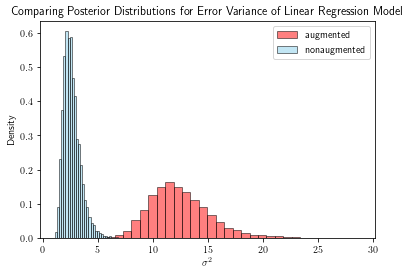 Comparing Posterior Distributions for Error Variance of Linear Regression Model
augmented
nonaugmented
0.6
0.5
0.4
0.3
0.2
0.1
0.0
Density
0 5 10 15 20 25 30
σ²